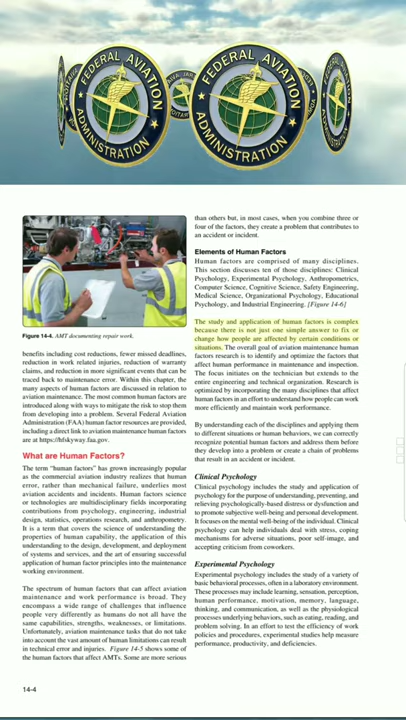 FEDERAL AVIATION
ADMINISTRATION
FEDERAL AVIATION
ADMINISTRATION
Figure 14-4. AMT documenting repair work.
benefits including cost reductions, fewer missed deadlines,
reduction in work related injuries, reduction of warranty
claims, and reduction in more significant events that can be
traced back to maintenance error. Within this chapter, the
many aspects of human factors are discussed in relation to
aviation maintenance. The most common human factors are
introduced along with ways to mitigate the risk to stop them
from developing into a problem. Several Federal Aviation
Administration (FAA) human factor resources are provided,
including a direct link to aviation maintenance human factors
are at https://hfskyway.faa.gov.
What are Human Factors?
The term "human factors" has grown increasingly popular
as the commercial aviation industry realizes that human
error, rather than mechanical failure, underlies most
aviation accidents and incidents. Human factors science
or technologies are multidisciplinary fields incorporating
contributions from psychology, engineering, industrial
design, statistics, operations research, and anthropometry.
It is a term that covers the science of understanding the
properties of human capability, the application of this
understanding to the design, development, and deployment
of systems and services, and the art of ensuring successful
application of human factor principles into the maintenance
working environment.
The spectrum of human factors that can affect aviation
maintenance and work performance is broad. They
encompass a wide range of challenges that influence
people very differently as humans do not all have the
same capabilities, strengths, weaknesses, or limitations.
Unfortunately, aviation maintenance tasks that do not take
into account the vast amount of human limitations can result
in technical error and injuries. Figure 14-5 shows some of
the human factors that affect AMTs. Some are more serious
than others but, in most cases, when you combine three or
four of the factors, they create a problem that contributes to
an accident or incident.
Elements of Human Factors
Human factors are comprised of many disciplines.
This section discusses ten of those disciplines: Clinical
Psychology, Experimental Psychology, Anthropometrics,
Computer Science, Cognitive Science, Safety Engineering,
Medical Science, Organizational Psychology, Educational
Psychology, and Industrial Engineering. [Figure 14-6]
The study and application of human factors is complex
because there is not just one simple answer to fix or
change how people are affected by certain conditions or
situations. The overall goal of aviation maintenance human
factors research is to identify and optimize the factors that
affect human performance in maintenance and inspection.
The focus initiates on the technician but extends to the
entire engineering and technical organization. Research is
optimized by incorporating the many disciplines that affect
human factors in an effort to understand how people can work
more efficiently and maintain work performance.
By understanding each of the disciplines and applying them
to different situations or human behaviors, we can correctly
recognize potential human factors and address them before
they develop into a problem or create a chain of problems
that result in an accident or incident.
Clinical Psychology
Clinical psychology includes the study and application of
psychology for the purpose of understanding, preventing, and
relieving psychologically-based distress or dysfunction and
to promote subjective well-being and personal development.
It focuses on the mental well-being of the individual. Clinical
psychology can help individuals deal with stress, coping
mechanisms for adverse situations, poor self-image, and
accepting criticism from coworkers.
Experimental Psychology
Experimental psychology includes the study of a variety of
basic behavioral processes, often in a laboratory environment.
These processes may include learning, sensation, perception,
human performance, motivation, memory, language,
thinking, and communication, as well as the physiological
processes underlying behaviors, such as eating, reading, and
problem solving. In an effort to test the efficiency of work
policies and procedures, experimental studies help measure
performance, productivity, and deficiencies.
14-4